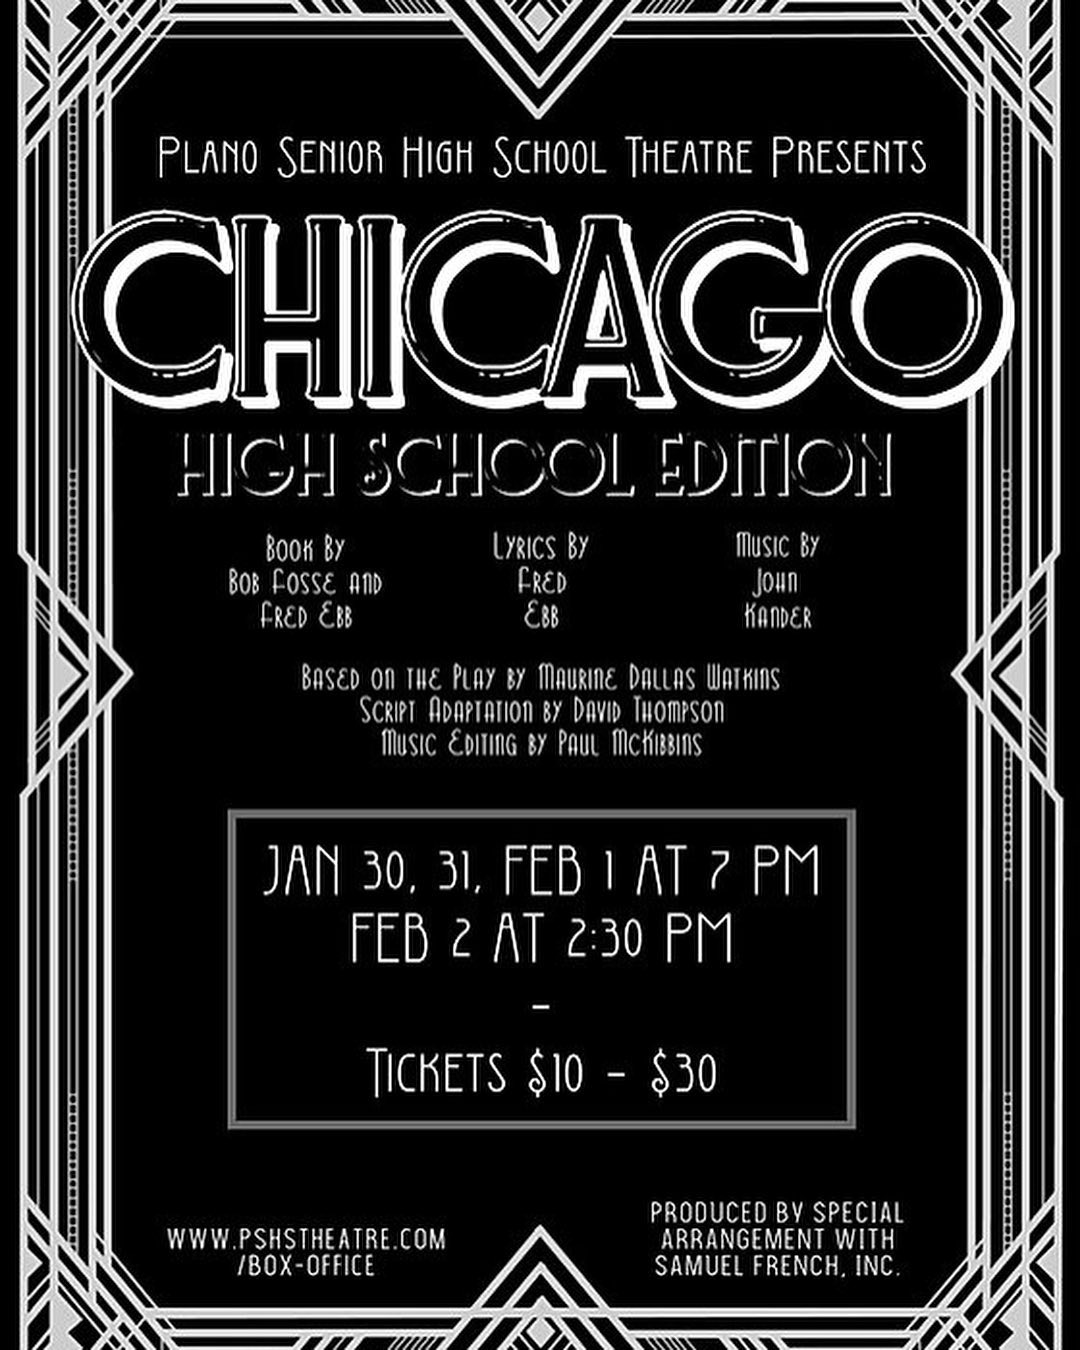 Plano Senior High School Theatre Presents
CHICAGO
HIGH SCHOOL EDITION
Book By
Bob Fosse and
Fred Ebb
Lyrics By
Fred
Ebb
Music By
John
Kander
Based on the Play by Maurine Dallas Watkins
Script Adaptation by David Thompson
Music Editing by Paul McKibbins
JAN 30, 31, FEB 1 AT 7 PM
FEB 2 AT 2:30 PM
-
Tickets $10 - $30
WWW.PSHSTHEATRE.COM
/BOX-OFFICE
PRODUCED BY SPECIAL
ARRANGEMENT WITH
SAMUEL FRENCH, INC.